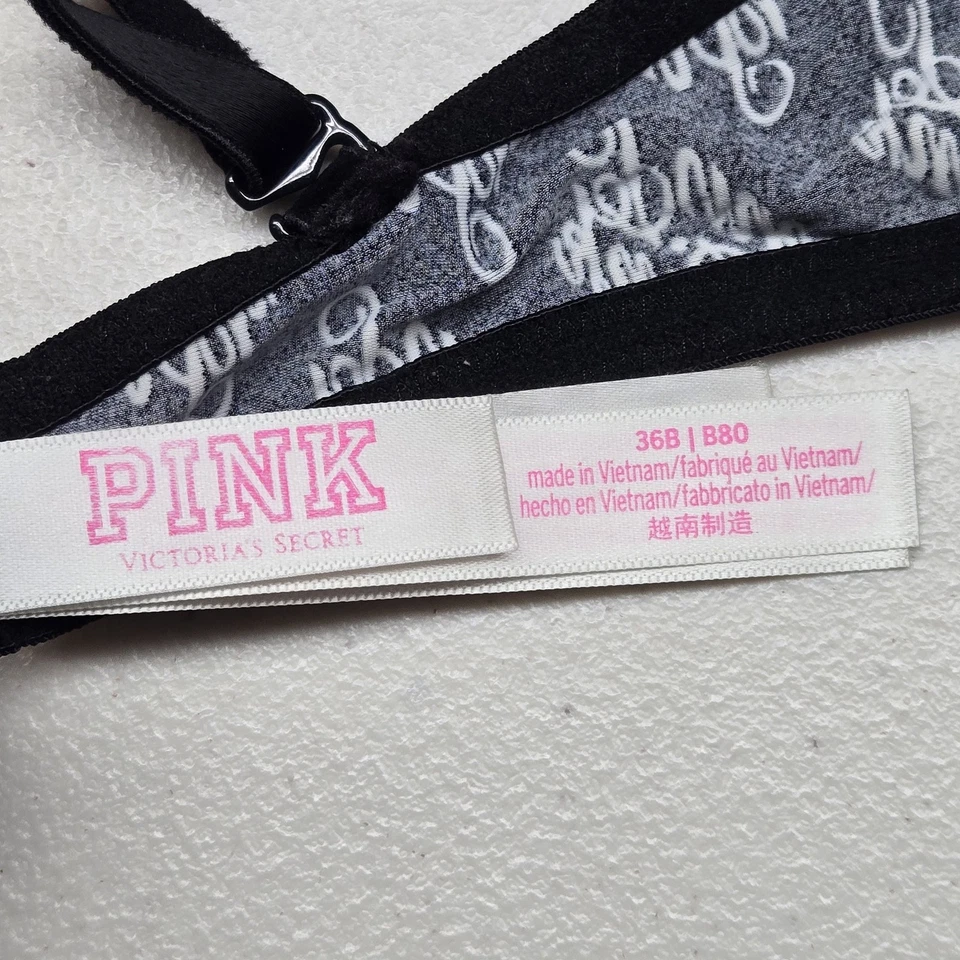 PINK
VICTORIA'S SECRET
36B | B80
made in Vietnam/fabriqué au Vietnam/
hecho en Vietnam/fabbricato in Vietnam/
越南制造